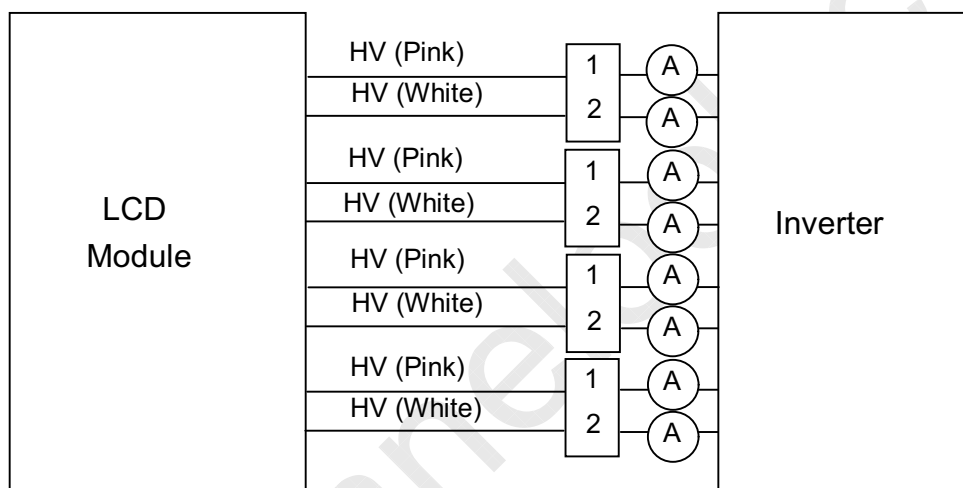 HV (Pink)
1
A
HV (White)
2
A
HV (Pink)
1
A
HV (White)
2
A
LCD
Module
Inverter
HV (Pink)
1
A
HV (White)
2
A
HV (Pink)
1
A
HV (White)
2
A